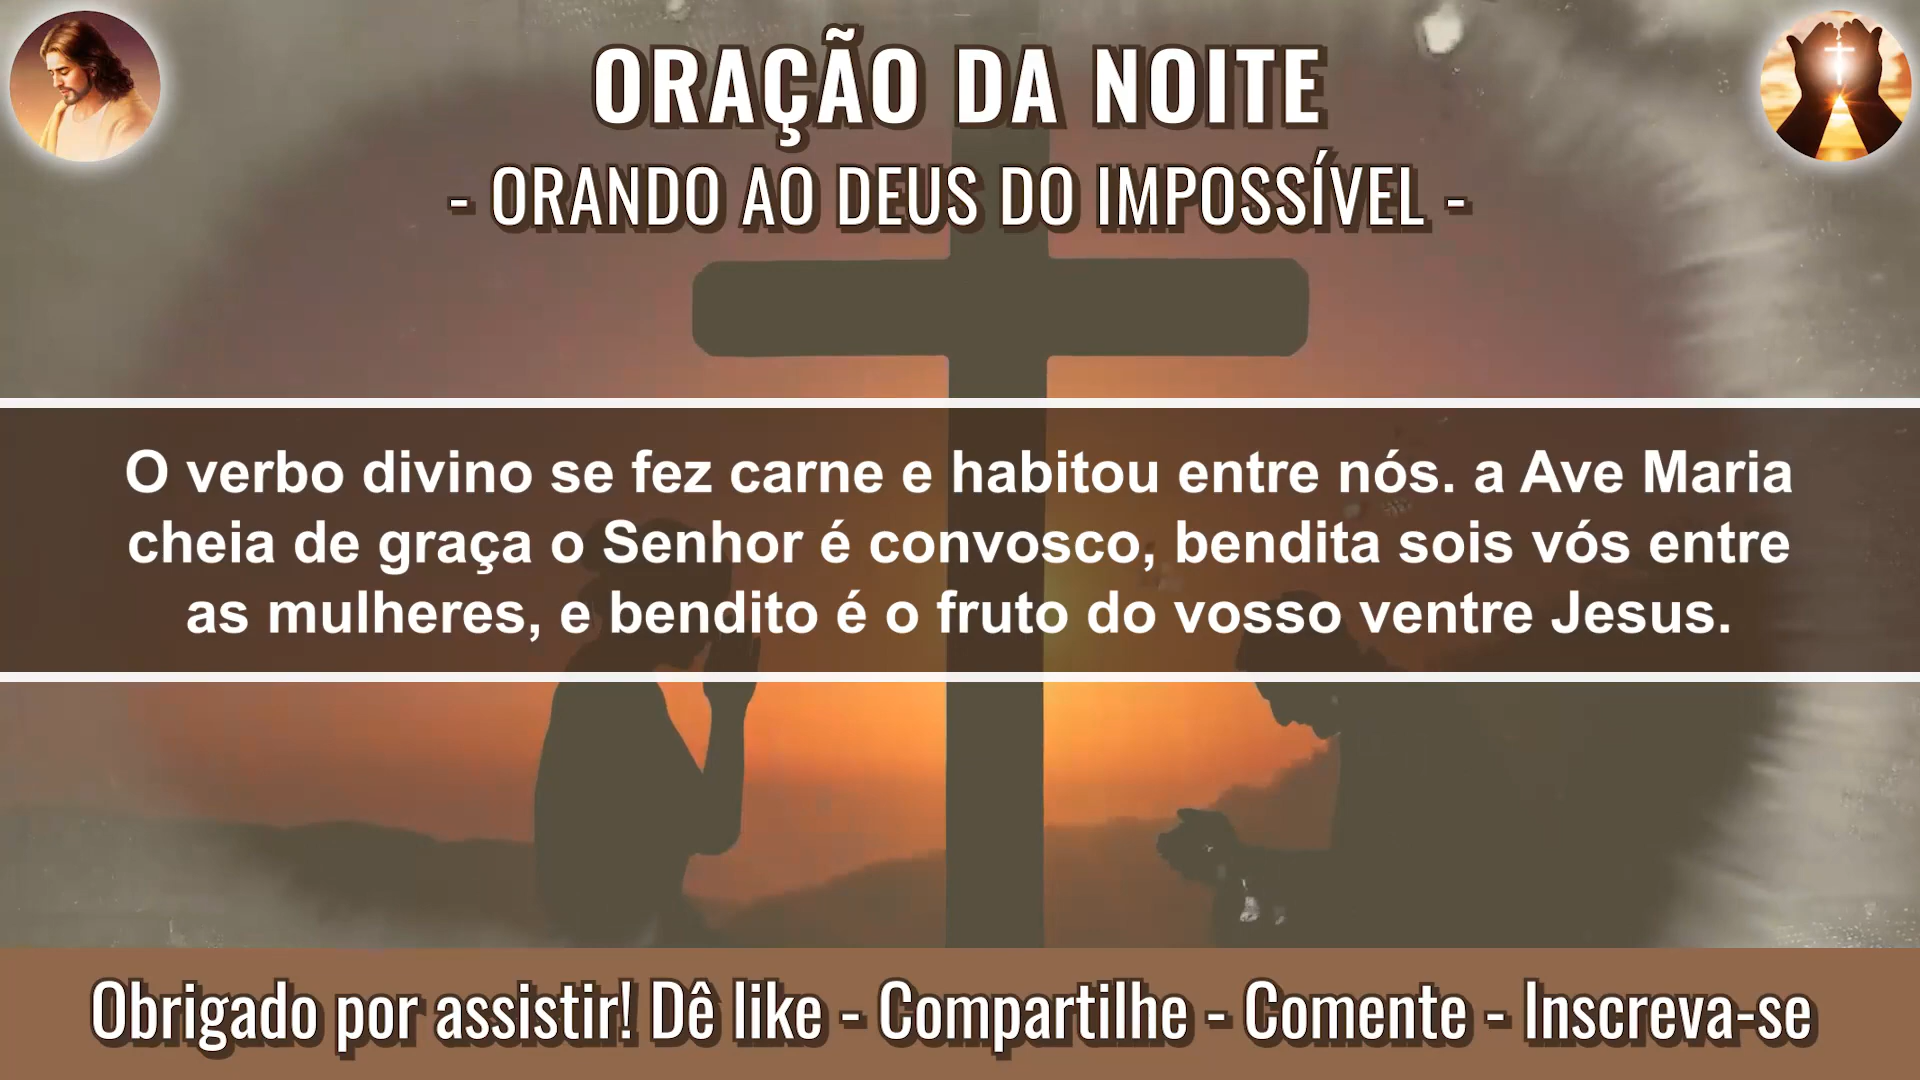 ORAÇÃO DA NOITE
- ORANDO AO DEUS DO IMPOSSÍVEL -
O verbo divino se fez carne e habitou entre nós. a Ave Maria
cheia de graça o Senhor é convosco, bendita sois vós entre
as mulheres, e bendito é o fruto do vosso ventre Jesus.
Obrigado por assistir! Dê like - Compartilhe - Comente - Inscreva-se